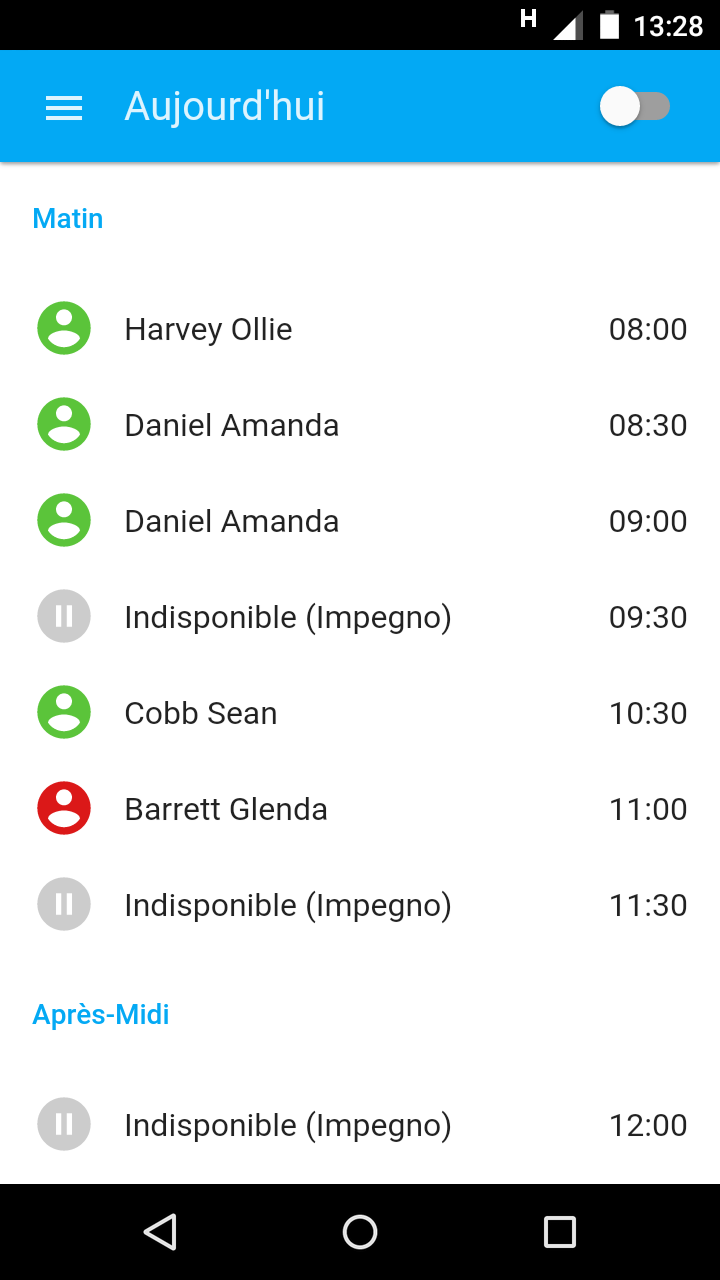 H 13:28
Aujourd'hui
Matin
Harvey Ollie 08:00
Daniel Amanda 08:30
Daniel Amanda 09:00
Indisponible (Impegno) 09:30
Cobb Sean 10:30
Barrett Glenda 11:00
Indisponible (Impegno) 11:30
Après-Midi
Indisponible (Impegno) 12:00